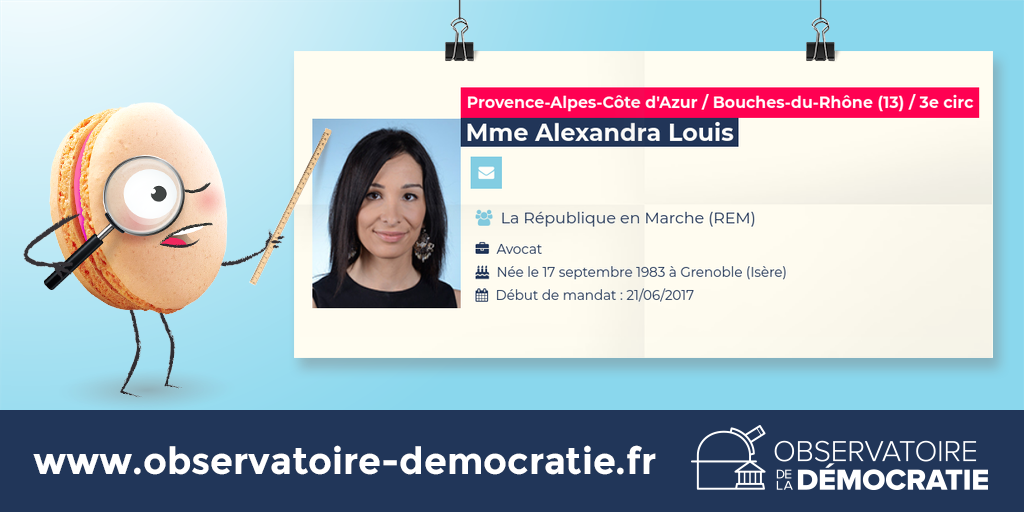 Provence-Alpes-Côte d'Azur / Bouches-du-Rhône (13) / 3e circ
Mme Alexandra Louis
La République en Marche (REM)
Avocat
Née le 17 septembre 1983 à Grenoble (Isère)
Début de mandat : 21/06/2017
www.observatoire-democratie.fr
OBSERVATOIRE
DE LA DÉMOCRATIE